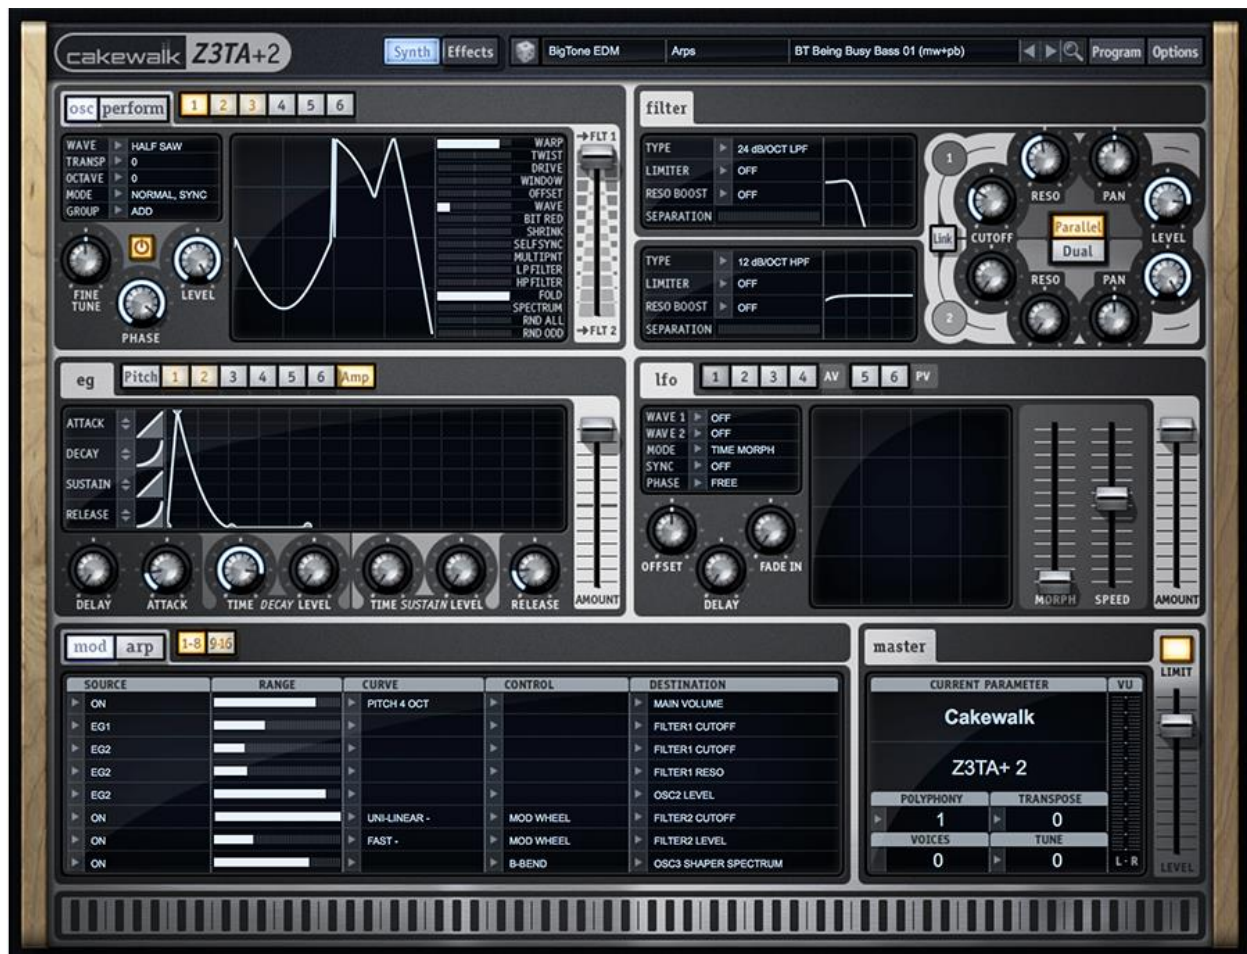 cakewalk Z3TA+2
Synth Effects BigTone EDM Arps BT Being Busy Bass 01 (mw+pb) Program Options
osc perform 1 2 3 4 5 6
WAVE HALF SAW
TRANSP 0
OCTAVE 0
MODE NORMAL, SYNC
GROUP ADD
FINE TUNE
PHASE
LEVEL
WARP
TWIST
DRIVE
WINDOW
OFFSET
WAVE
BIT RED
SHRINK
SELFSYNC
MULTIPNT
LP FILTER
HP FILTER
FOLD
SPECTRUM
RND ALL
RND ODD
→FLT 1
→FLT 2
filter
TYPE 24 dB/OCT LPF
LIMITER OFF
RESO BOOST OFF
SEPARATION
TYPE 12 dB/OCT HPF
LIMITER OFF
RESO BOOST OFF
SEPARATION
1
RESO PAN
Link CUTOFF Parallel LEVEL
Dual
RESO PAN
2
eg Pitch 1 2 3 4 5 6 Amp
ATTACK
DECAY
SUSTAIN
RELEASE
DELAY ATTACK TIME DECAY LEVEL TIME SUSTAIN LEVEL RELEASE AMOUNT
lfo 1 2 3 4 AV 5 6 PV
WAVE 1 OFF
WAVE 2 OFF
MODE TIME MORPH
SYNC OFF
PHASE FREE
OFFSET FADE IN
DELAY
MORPH SPEED AMOUNT
mod arp 1-8 9-16
SOURCE RANGE CURVE CONTROL DESTINATION
ON PITCH 4 OCT MAIN VOLUME
EG1 FILTER1 CUTOFF
EG2 FILTER1 CUTOFF
EG2 FILTER1 RESO
EG2 OSC2 LEVEL
ON UNI-LINEAR - MOD WHEEL FILTER2 CUTOFF
ON FAST - MOD WHEEL FILTER2 LEVEL
ON B-BEND OSC3 SHAPER SPECTRUM
master
LIMIT
CURRENT PARAMETER VU
Cakewalk
Z3TA+ 2
POLYPHONY TRANSPOSE
1 0
VOICES TUNE
0 0
L - R
LEVEL